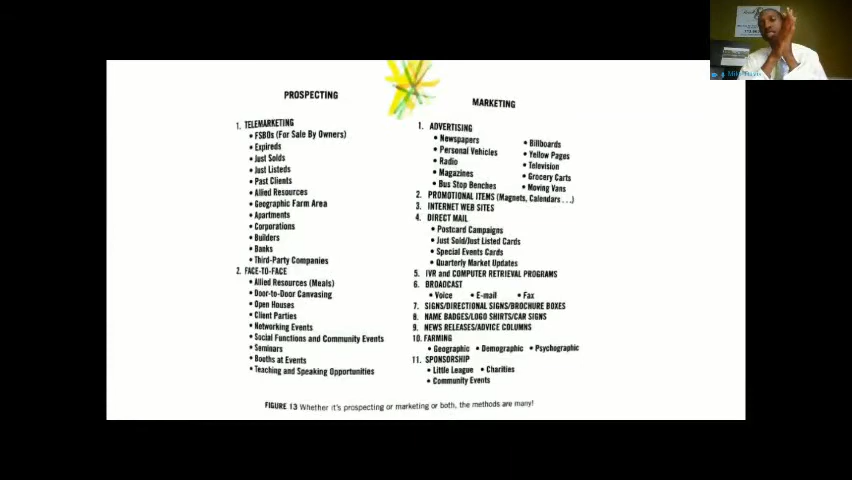 PROSPECTING
1. TELEMARKETING
• FSBOs (For Sale By Owners)
• Expireds
• Just Solds
• Just Listeds
• Past Clients
• Allied Resources
• Geographic Farm Area
• Apartments
• Corporations
• Builders
• Banks
• Third-Party Companies
2. FACE-TO-FACE
• Allied Resources (Meals)
• Door-to-Door Canvasing
• Open Houses
• Client Parties
• Networking Events
• Social Functions and Community Events
• Seminars
• Booths at Events
• Teaching and Speaking Opportunities
MARKETING
1. ADVERTISING
• Newspapers
• Personal Vehicles
• Radio
• Magazines
• Bus Stop Benches
• Billboards
• Yellow Pages
• Television
• Grocery Carts
• Moving Vans
2. PROMOTIONAL ITEMS (Magnets, Calendars . . .)
3. INTERNET WEB SITES
4. DIRECT MAIL
• Postcard Campaigns
• Just Sold/Just Listed Cards
• Special Events Cards
• Quarterly Market Updates
5. IVR and COMPUTER RETRIEVAL PROGRAMS
6. BROADCAST
• Voice • E-mail • Fax
7. SIGNS/DIRECTIONAL SIGNS/BROCHURE BOXES
8. NAME BADGES/LOGO SHIRTS/CAR SIGNS
9. NEWS RELEASES/ADVICE COLUMNS
10. FARMING
• Geographic • Demographic • Psychographic
11. SPONSORSHIP
• Little League • Charities
• Community Events
FIGURE 13 Whether it's prospecting or marketing or both, the methods are many!